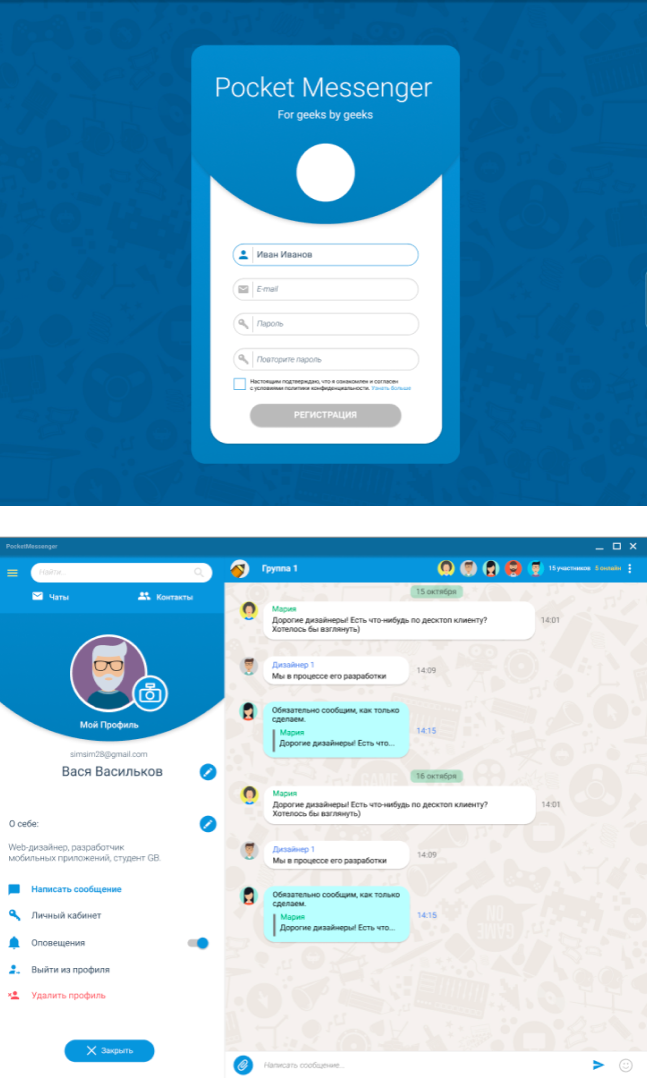 Pocket Messenger
For geeks by geeks
Иван Иванов
E-mail
Пароль
Повторите пароль
Настоящим подтверждаю, что я ознакомлен и согласен
с условиями политики конфиденциальности. Узнать больше
РЕГИСТРАЦИЯ
PocketMessenger
Найти...
Чаты
Контакты
Мой Профиль
simsim28@gmail.com
Вася Васильков
О себе:
Web-дизайнер, разработчик
мобильных приложений, студент GB.
Написать сообщение
Личный кабинет
Оповещения
Выйти из профиля
Удалить профиль
Закрыть
Группа 1
15 участников 5 онлайн
15 октября
Мария
Дорогие дизайнеры! Есть что-нибудь по десктоп клиенту?
Хотелось бы взглянуть)
14:01
Дизайнер 1
Мы в процессе его разработки
14:09
Обязательно сообщим, как только
сделаем.
Мария
Дорогие дизайнеры! Есть что...
14:15
16 октября
Мария
Дорогие дизайнеры! Есть что-нибудь по десктоп клиенту?
Хотелось бы взглянуть)
14:01
Дизайнер 1
Мы в процессе его разработки
14:09
Обязательно сообщим, как только
сделаем.
Мария
Дорогие дизайнеры! Есть что...
14:15
Написать сообщение...